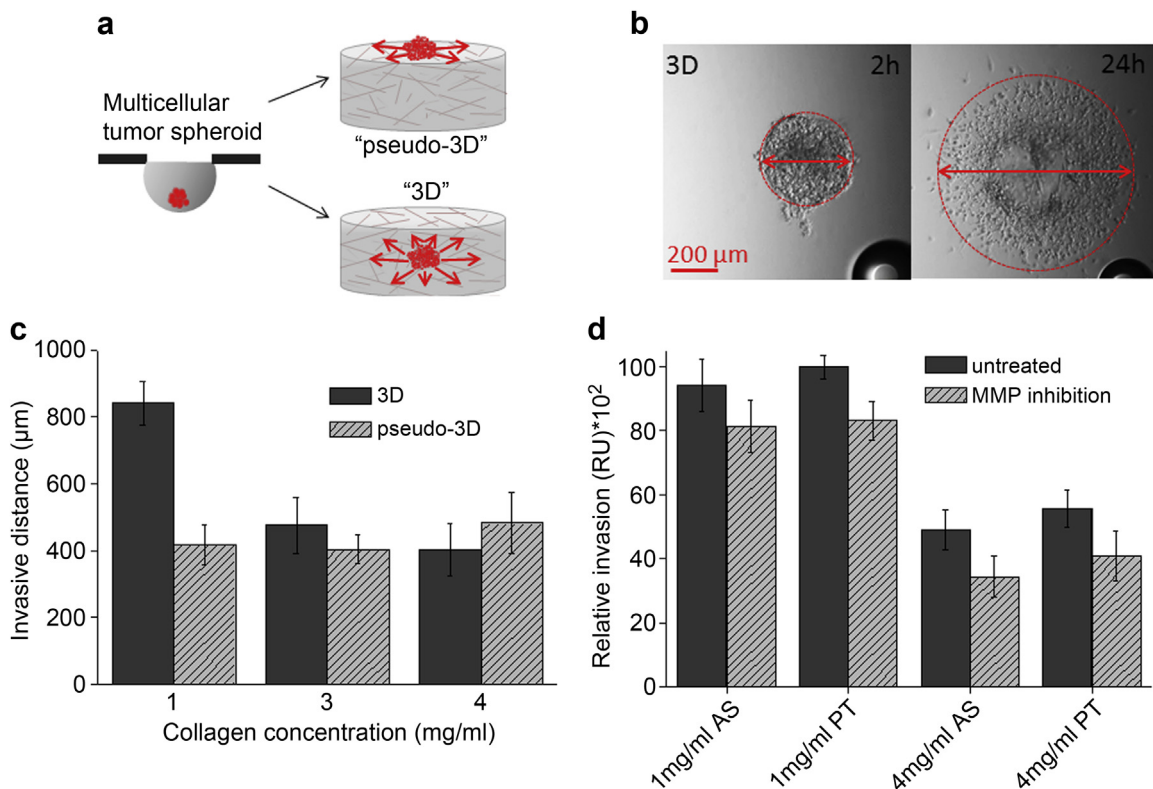 a
Multicellular
tumor spheroid
“pseudo-3D”
“3D”
b
3D
2h
24h
200 µm
c
1000
800
600
400
200
0
Invasive distance (µm)
3D
pseudo-3D
1
3
4
Collagen concentration (mg/ml)
d
100
80
60
40
20
0
Relative invasion (RU)*10²
untreated
MMP inhibition
1mg/ml AS
1mg/ml PT
4mg/ml AS
4mg/ml PT